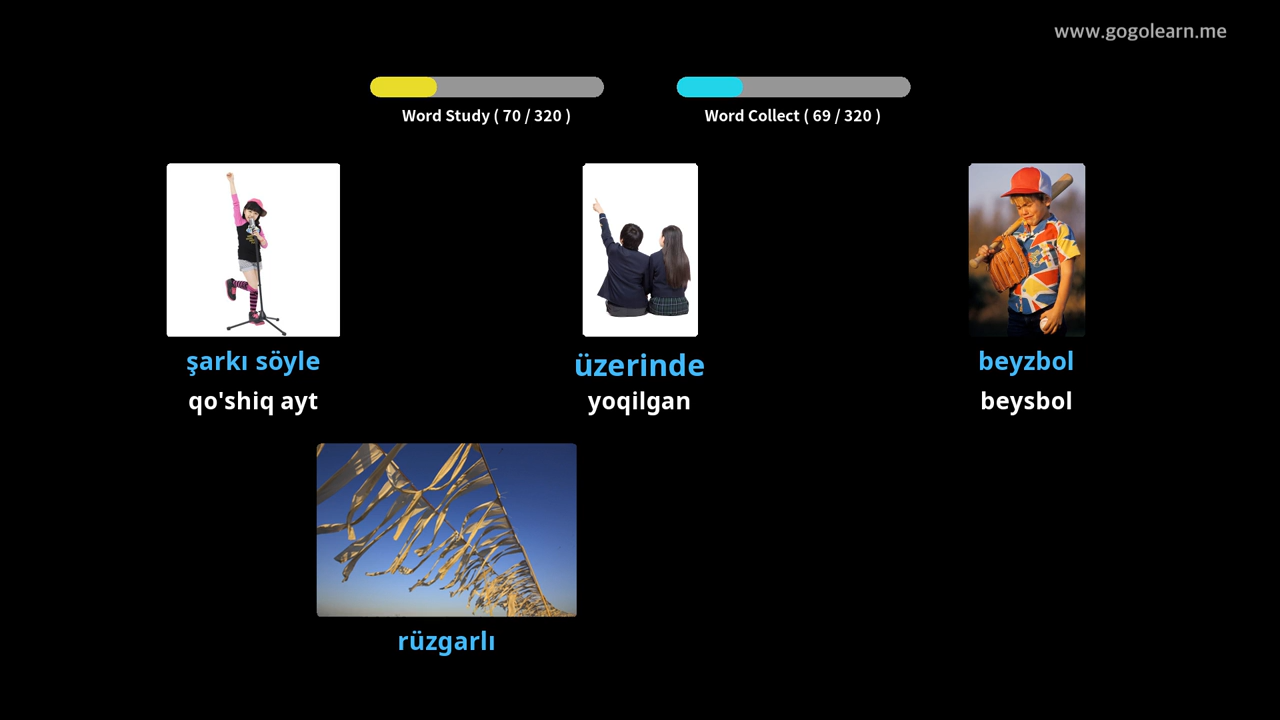 www.gogolearn.me
Word Study ( 70 / 320 )
Word Collect ( 69 / 320 )
şarkı söyle
qo'shiq ayt
üzerinde
yoqilgan
beyzbol
beysbol
rüzgarlı